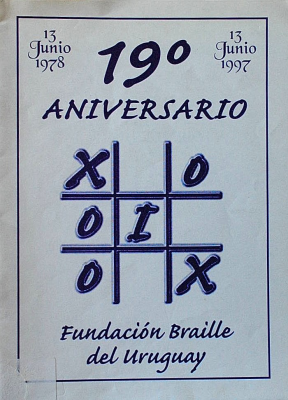 13
Junio
1978
13
Junio
1997
19º
ANIVERSARIO
X O
O I
O X
Fundación Braille
del Uruguay